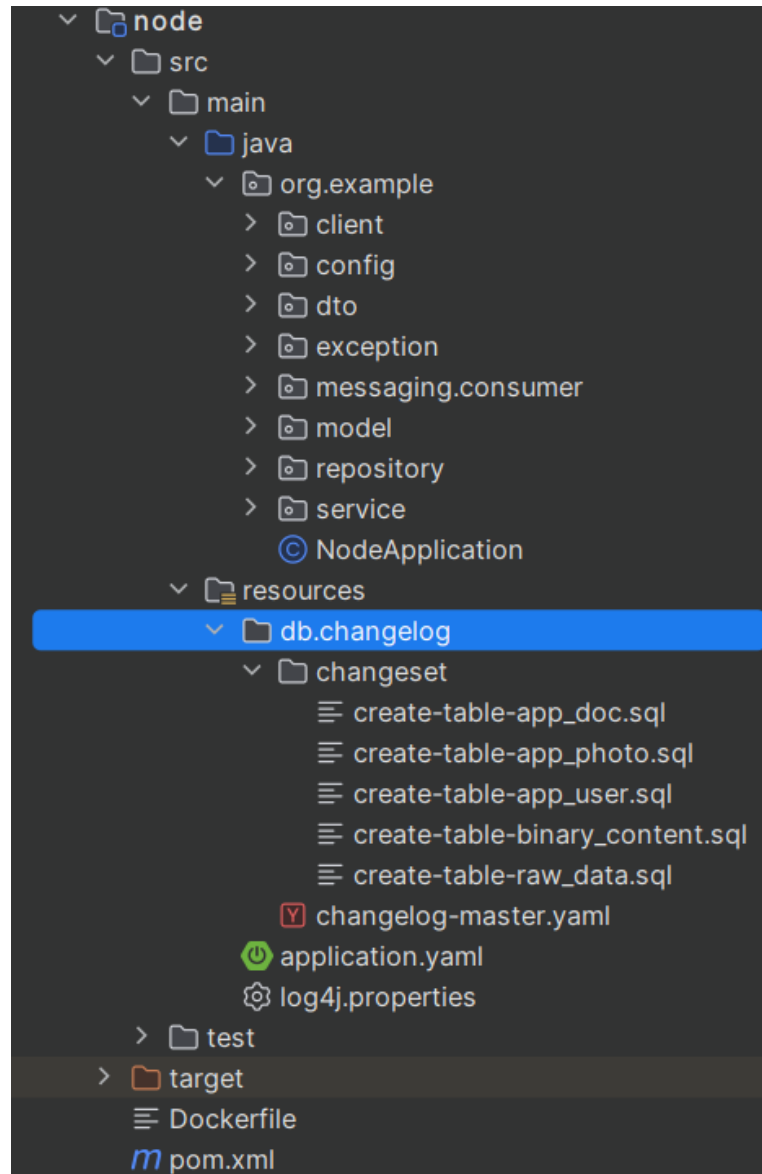 node
src
main
java
org.example
client
config
dto
exception
messaging.consumer
model
repository
service
NodeApplication
resources
db.changelog
changeset
create-table-app_doc.sql
create-table-app_photo.sql
create-table-app_user.sql
create-table-binary_content.sql
create-table-raw_data.sql
changelog-master.yaml
application.yaml
log4j.properties
test
target
Dockerfile
pom.xml